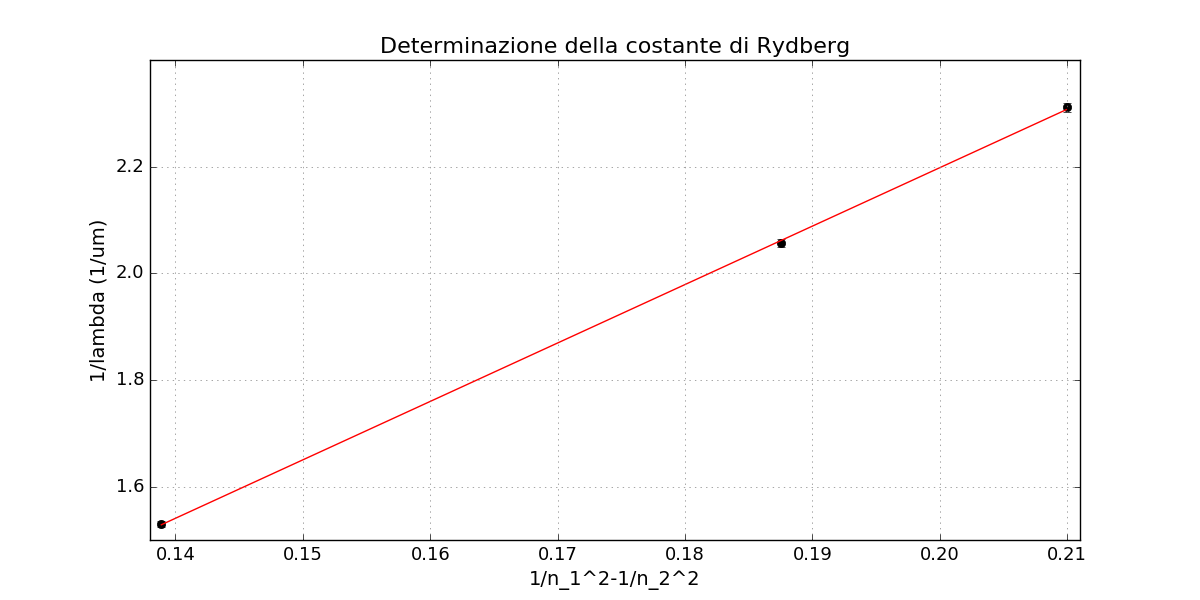 Determinazione della costante di Rydberg
1/lambda (1/um)
2.2
2.0
1.8
1.6
0.14 0.15 0.16 0.17 0.18 0.19 0.20 0.21
1/n_1^2-1/n_2^2